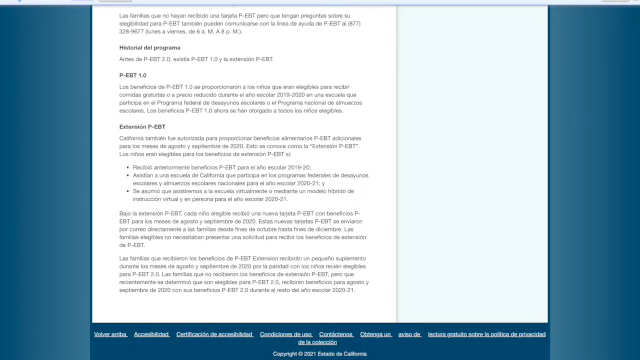 Las familias que no hayan recibido una tarjeta P-EBT pero que tengan preguntas sobre su
elegibilidad para P-EBT también pueden comunicarse con la línea de ayuda de P-EBT al (877)
328-9677 (lunes a viernes, de 6 a. M. A 8 p. M.).
Historial del programa
Antes de P-EBT 2.0, existía P-EBT 1.0 y la extensión P-EBT.
P-EBT 1.0
Los beneficios de P-EBT 1.0 se proporcionaron a los niños que eran elegibles para recibir
comidas gratuitas o a precio reducido durante el año escolar 2019-2020 en una escuela que
participa en el Programa federal de desayunos escolares o el Programa nacional de almuerzos
escolares. Los beneficios P-EBT 1.0 ahora se han otorgado a todos los niños elegibles.
Extensión P-EBT
California también fue autorizada para proporcionar beneficios alimentarios P-EBT adicionales
para los meses de agosto y septiembre de 2020. Esto se conoce como la "Extensión P-EBT".
Los niños eran elegibles para los beneficios de extensión P-EBT si:
• Recibió anteriormente beneficios P-EBT para el año escolar 2019-20;
• Asistían a una escuela de California que participa en los programas federales de desayunos
escolares y almuerzos escolares nacionales para el año escolar 2020-21; y
• Se asumió que asistiremos a la escuela virtualmente o mediante un modelo híbrido de
instrucción virtual y en persona para el año escolar 2020-21.
Bajo la extensión P-EBT, cada niño elegible recibió una nueva tarjeta P-EBT con beneficios P-
EBT para los meses de agosto y septiembre de 2020. Estas nuevas tarjetas P-EBT se enviaron
por correo directamente a las familias desde fines de octubre hasta fines de diciembre. Las
familias elegibles no necesitaban presentar una solicitud para recibir los beneficios de extensión
de P-EBT.
Las familias que recibieron los beneficios de P-EBT Extension recibirán un pequeño suplemento
durante los meses de agosto y septiembre de 2020 por la paridad con los niños recién elegibles
para P-EBT 2.0. Las familias que no recibieron los beneficios de extensión P-EBT, pero que
recientemente se determinó que son elegibles para P-EBT 2.0, recibirán beneficios para agosto y
septiembre de 2020 con sus beneficios P-EBT 2.0 durante el resto del año escolar 2020-21.
Volver arriba Accesibilidad Certificación de accesibilidad Condiciones de uso Contáctenos Obtenga un aviso de lectura gratuito sobre la política de privacidad
de la colección
Copyright © 2021 Estado de California